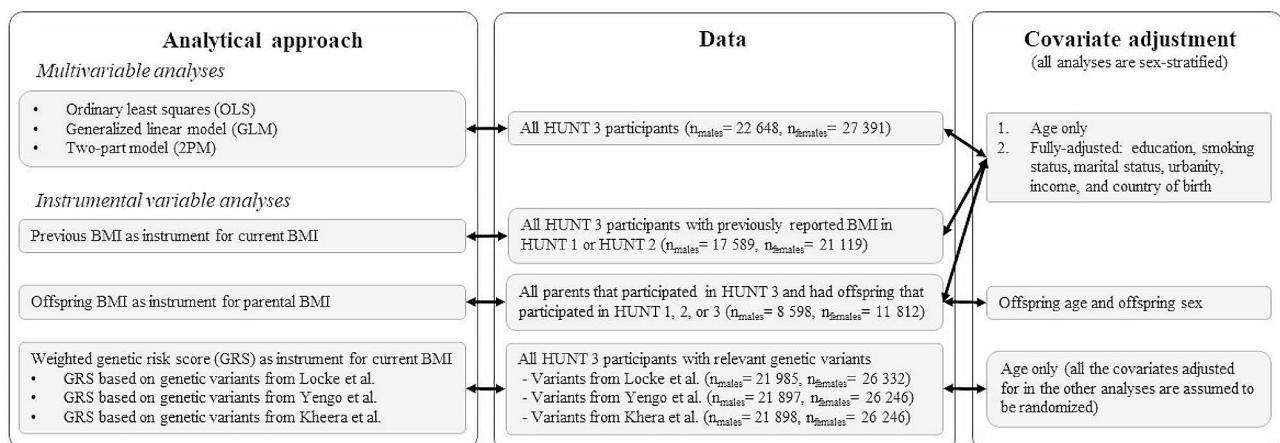 Analytical approach
Multivariable analyses
• Ordinary least squares (OLS)
• Generalized linear model (GLM)
• Two-part model (2PM)
Instrumental variable analyses
Previous BMI as instrument for current BMI
Offspring BMI as instrument for parental BMI
Weighted genetic risk score (GRS) as instrument for current BMI
• GRS based on genetic variants from Locke et al.
• GRS based on genetic variants from Yengo et al.
• GRS based on genetic variants from Kheera et al.
Data
All HUNT 3 participants (nmales= 22 648, nfemales= 27 391)
All HUNT 3 participants with previously reported BMI in
HUNT 1 or HUNT 2 (nmales= 17 589, nfemales= 21 119)
All parents that participated in HUNT 3 and had offspring that
participated in HUNT 1, 2, or 3 (nmales= 8 598, nfemales= 11 812)
All HUNT 3 participants with relevant genetic variants
- Variants from Locke et al. (nmales= 21 985, nfemales= 26 332)
- Variants from Yengo et al. (nmales= 21 897, nfemales= 26 246)
- Variants from Khera et al. (nmales= 21 898, nfemales= 26 246)
Covariate adjustment
(all analyses are sex-stratified)
1. Age only
2. Fully-adjusted: education, smoking
status, marital status, urbanity,
income, and country of birth
Offspring age and offspring sex
Age only (all the covariates adjusted
for in the other analyses are assumed to
be randomized)